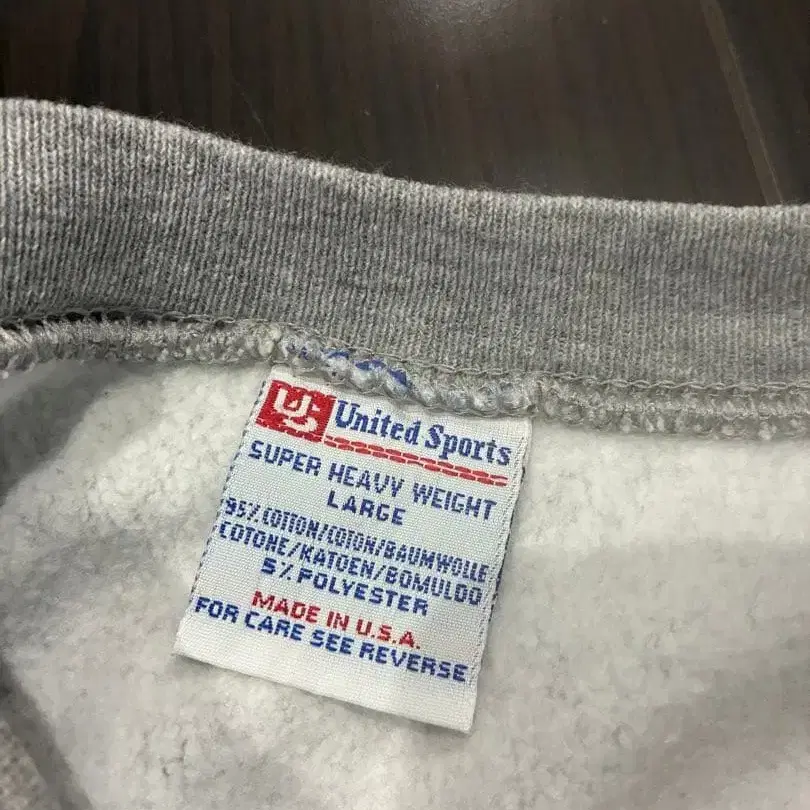 US United Sports
SUPER HEAVY WEIGHT
LARGE
95% COTTON/COTON/BAUMWOLLE
COTONE/KATOEN/BOMULDO
5% POLYESTER
MADE IN U.S.A.
FOR CARE SEE REVERSE